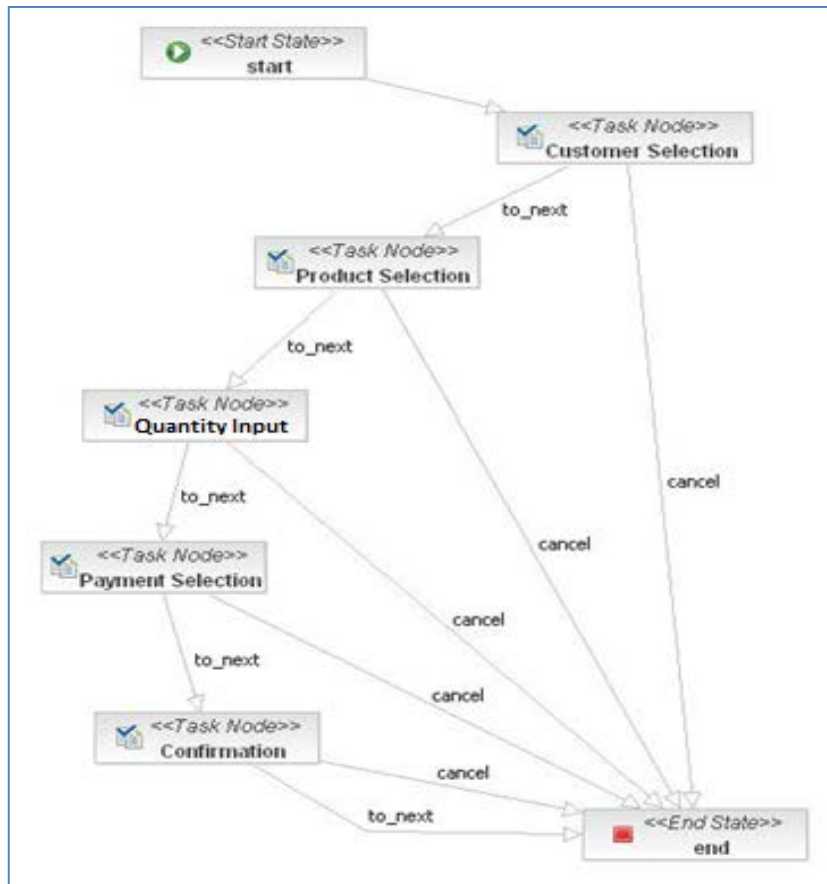 <<Start State>>
start
<<Task Node>>
Customer Selection
to_next
<<Task Node>>
Product Selection
to_next
<<Task Node>>
Quantity Input
cancel
to_next
cancel
<<Task Node>>
Payment Selection
cancel
to_next
cancel
<<Task Node>>
Confirmation
cancel
to_next
<<End State>>
end